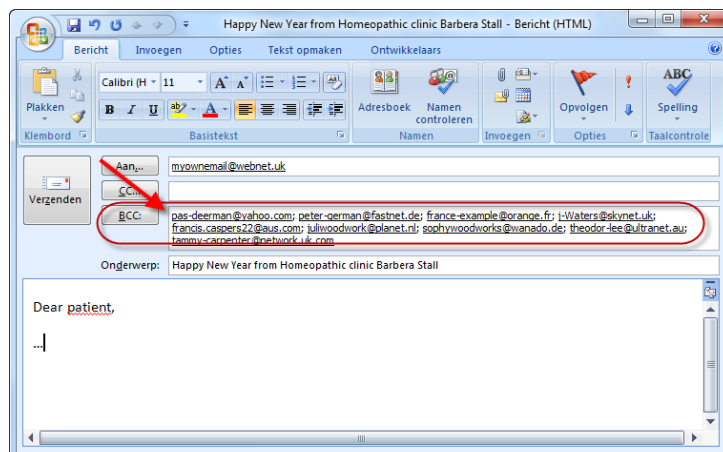 Happy New Year from Homeopathic clinic Barbera Stall - Bericht (HTML)
Bericht Invoegen Opties Tekst opmaken Ontwikkelaars
Plakken
Klembord
Calibri (H 11
B I U
Basistekst
Adresboek Namen controleren
Namen
Invoegen
Opvolgen
Opties
ABC
Spelling
Taalcontrole
Verzenden
Aan...
myownemail@webnet.uk
CC...
BCC:
pas-deerman@yahoo.com; peter-german@fastnet.de; france-example@orange.fr; j-Waters@skynet.uk;
francis.caspers22@aus.com; juliwoodwork@planet.nl; sophywoodworks@wanado.de; theodor-lee@ultranet.au;
tammy-carpenter@network.uk.com
Onderwerp: Happy New Year from Homeopathic clinic Barbera Stall
Dear patient,
...